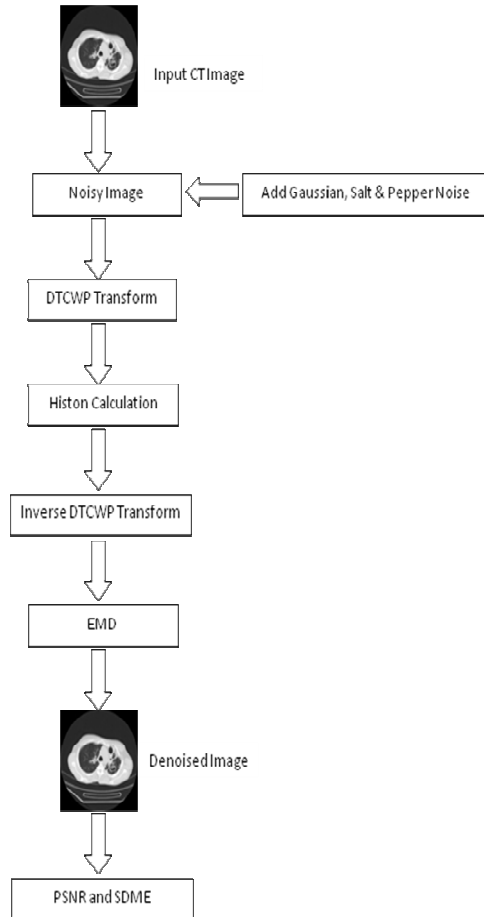 Input CT Image
Noisy Image
Add Gaussian, Salt & Pepper Noise
DTCWP Transform
Histon Calculation
Inverse DTCWP Transform
EMD
Denoised Image
PSNR and SDME